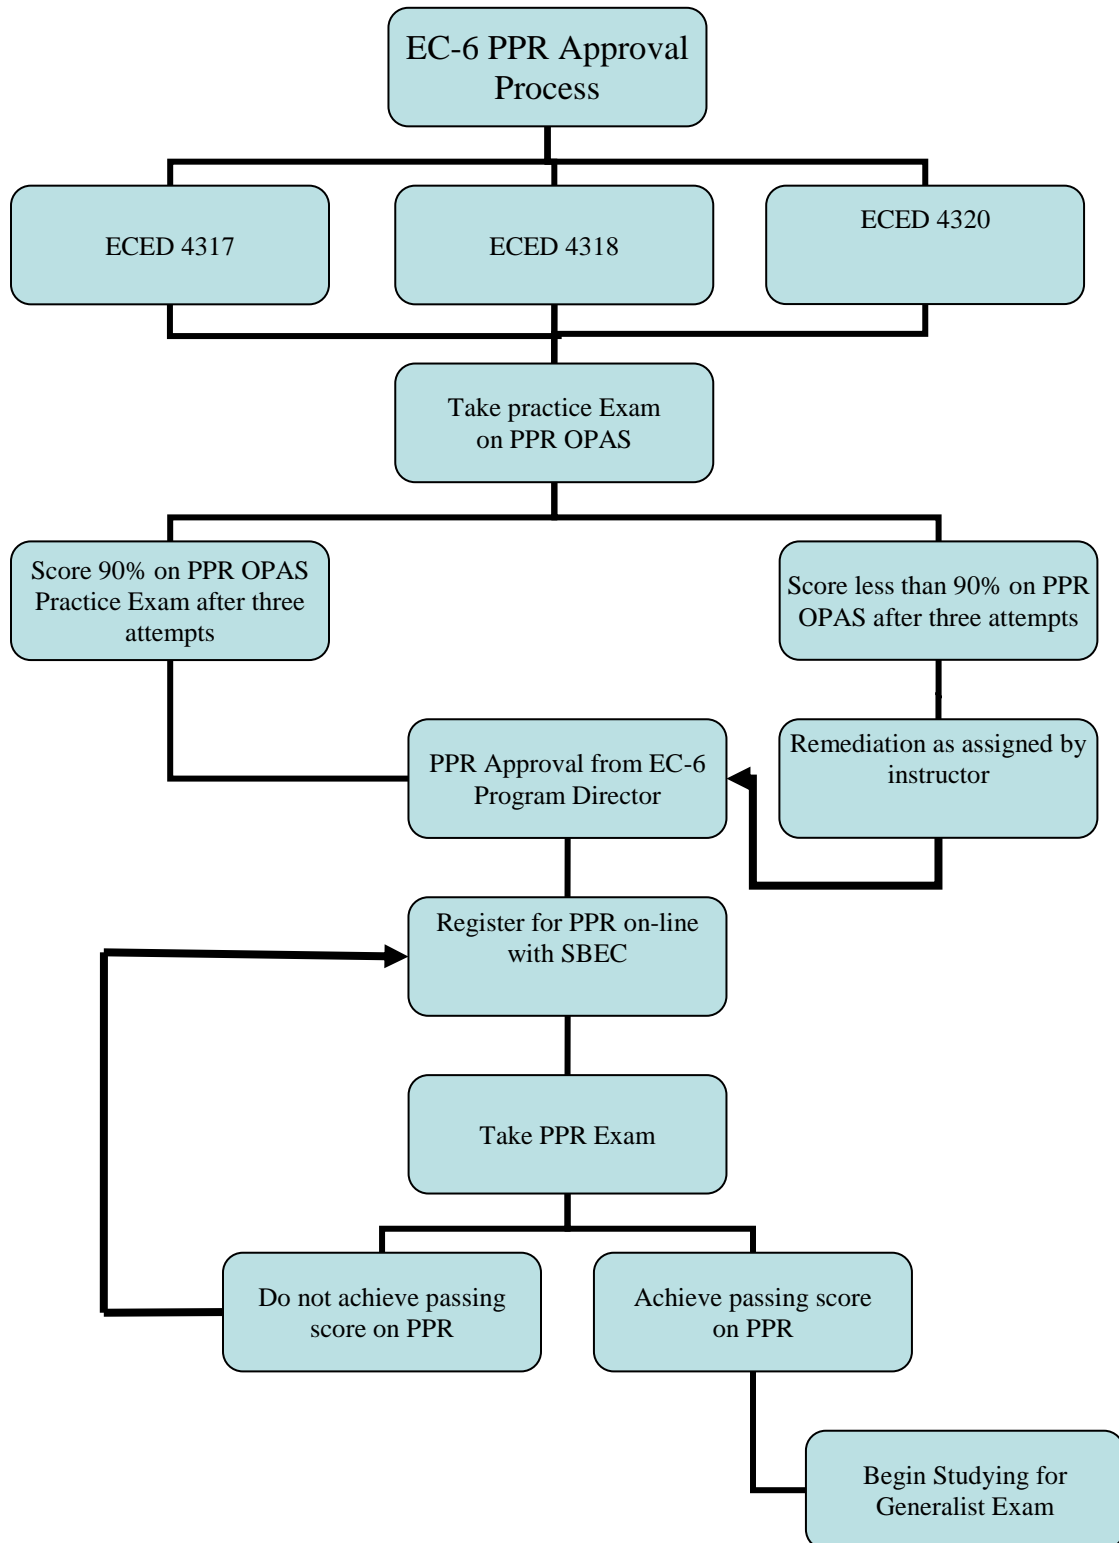 EC-6 PPR Approval
Process
ECED 4317
ECED 4318
ECED 4320
Take practice Exam
on PPR OPAS
Score 90% on PPR OPAS
Practice Exam after three
attempts
Score less than 90% on PPR
OPAS after three attempts
PPR Approval from EC-6
Program Director
Remediation as assigned by
instructor
Register for PPR on-line
with SBEC
Take PPR Exam
Do not achieve passing
score on PPR
Achieve passing score
on PPR
Begin Studying for
Generalist Exam